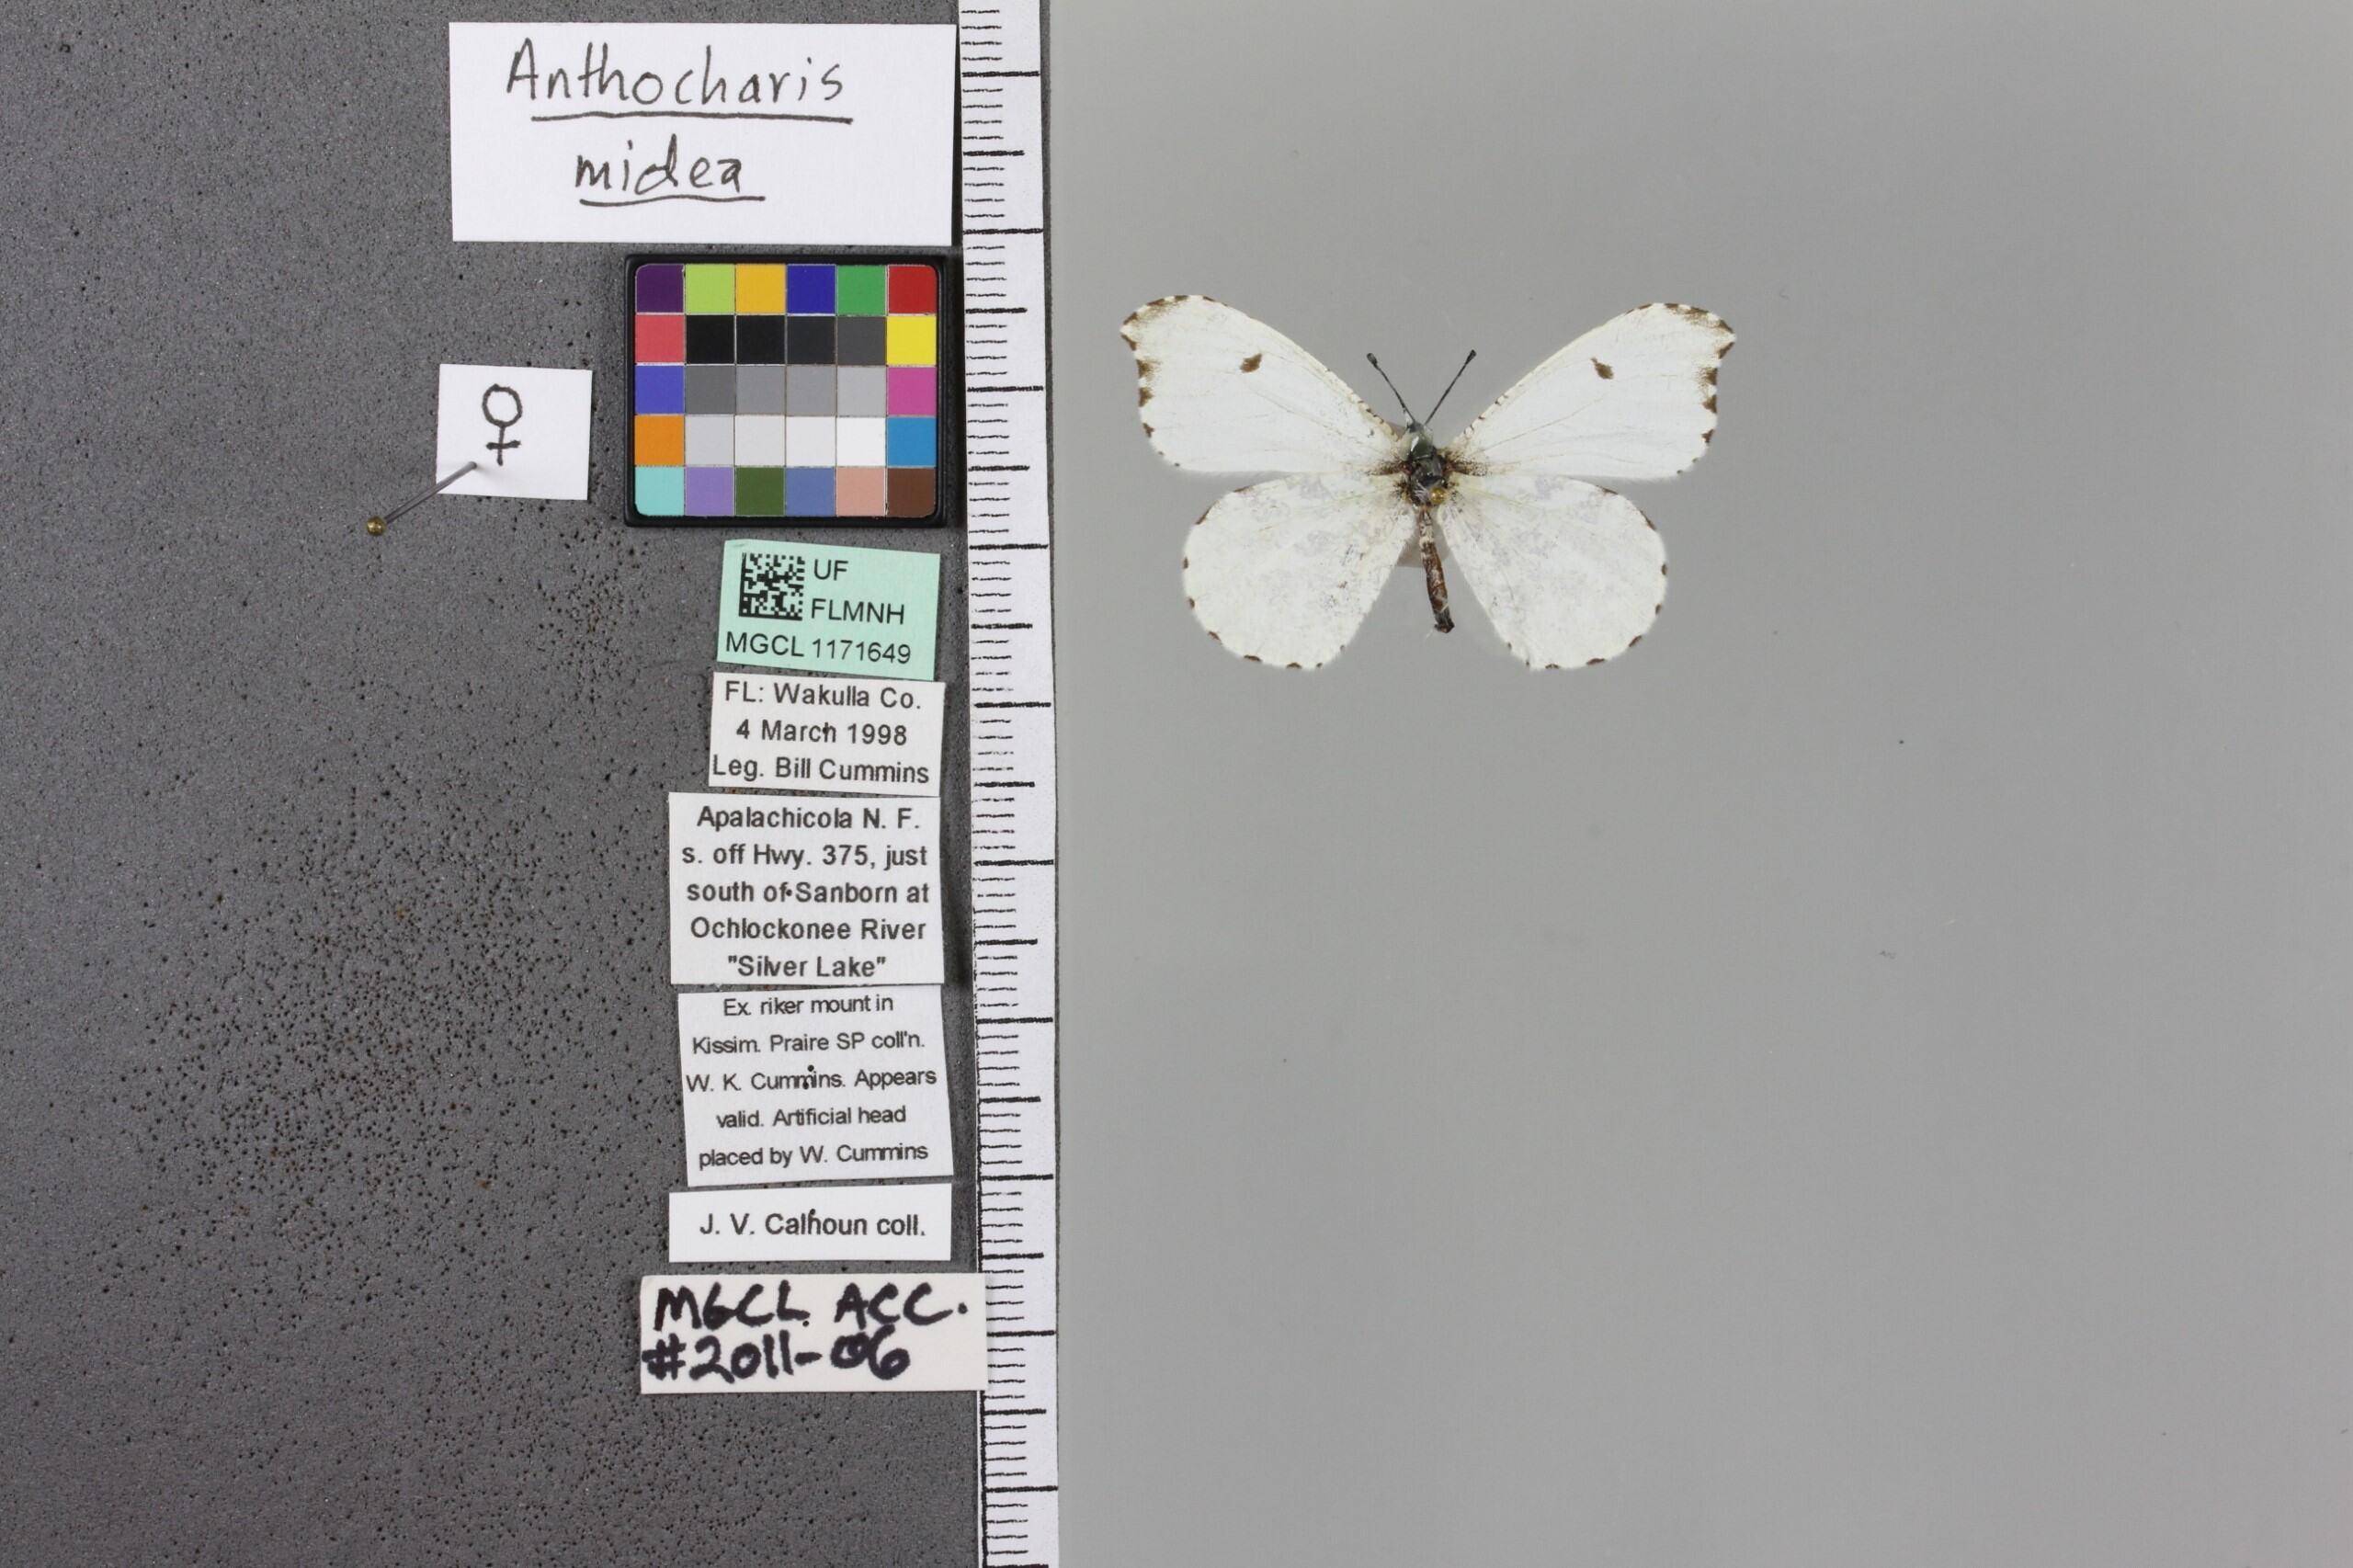 Anthocharis
midea
♀
UF
FLMNH
MGCL 1171649
FL: Wakulla Co.
4 March 1998
Leg. Bill Cummins
Apalachicola N. F.
s. off Hwy. 375, just
south of Sanborn at
Ochlockonee River
"Silver Lake"
Ex. riker mount in
Kissim. Praire SP coll'n.
W. K. Cummins. Appears
valid. Artificial head
placed by W. Cummins
J. V. Calhoun coll.
MGCL ACC.
#2011-06